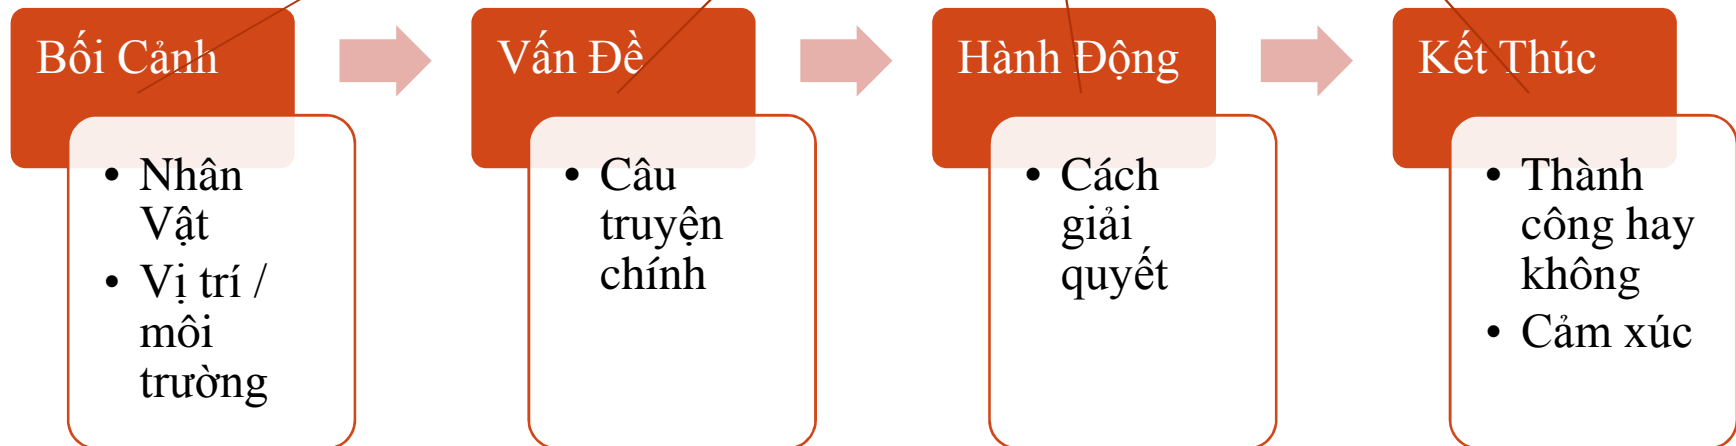 Bối Cảnh
• Nhân
Vật
• Vị trí /
môi
trường
Vấn Đề
• Câu
truyện
chính
Hành Động
• Cách
giải
quyết
Kết Thúc
• Thành
công hay
không
• Cảm xúc